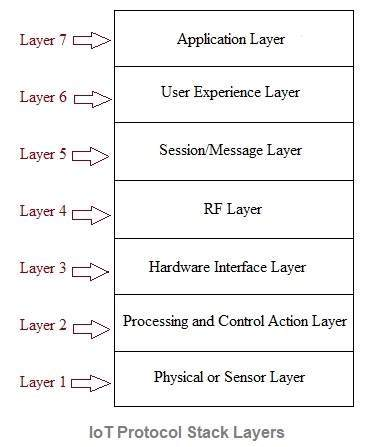 Layer 7 Application Layer
Layer 6 User Experience Layer
Layer 5 Session/Message Layer
Layer 4 RF Layer
Layer 3 Hardware Interface Layer
Layer 2 Processing and Control Action Layer
Layer 1 Physical or Sensor Layer
IoT Protocol Stack Layers